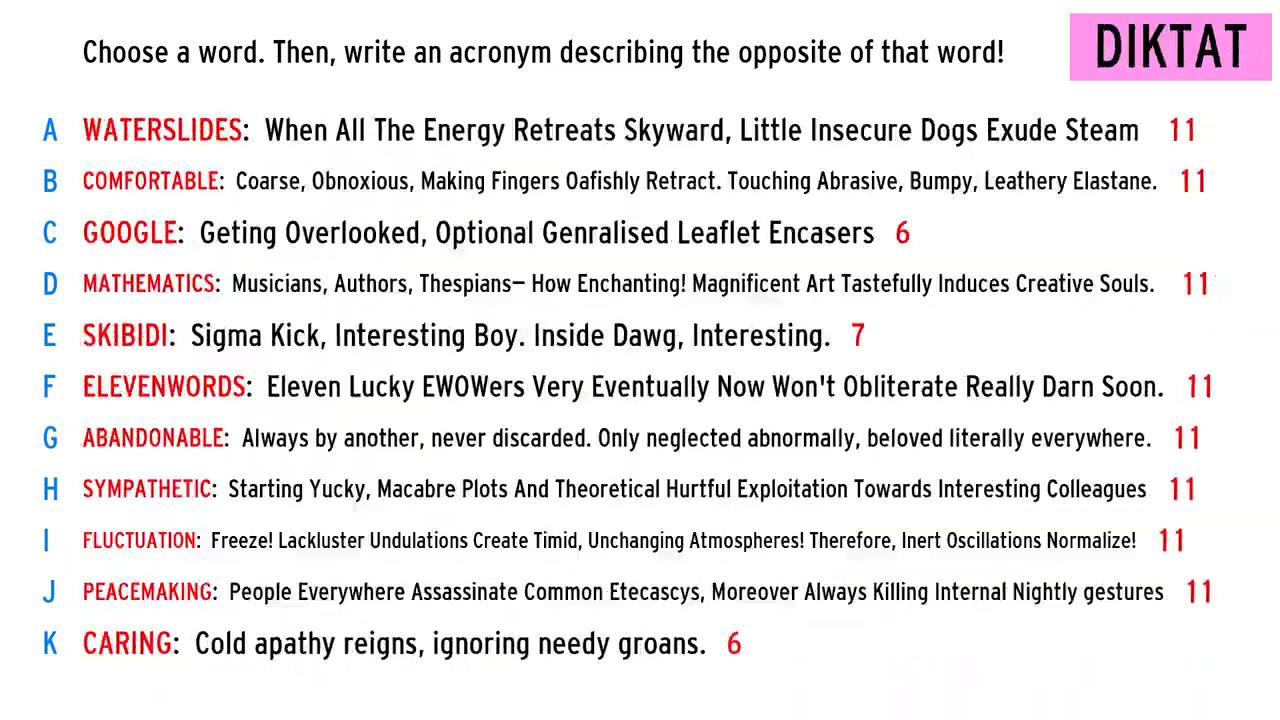 Choose a word. Then, write an acronym describing the opposite of that word!
DIKTAT
A WATERSLIDES: When All The Energy Retreats Skyward, Little Insecure Dogs Exude Steam 11
B COMFORTABLE: Coarse, Obnoxious, Making Fingers Oafishly Retract. Touching Abrasive, Bumpy, Leathery Elastane. 11
C GOOGLE: Geting Overlooked, Optional Genralised Leaflet Encasers 6
D MATHEMATICS: Musicians, Authors, Thespians— How Enchanting! Magnificent Art Tastefully Induces Creative Souls. 11
E SKIBIDI: Sigma Kick, Interesting Boy. Inside Dawg, Interesting. 7
F ELEVENWORDS: Eleven Lucky EWOWers Very Eventually Now Won't Obliterate Really Darn Soon. 11
G ABANDONABLE: Always by another, never discarded. Only neglected abnormally, beloved literally everywhere. 11
H SYMPATHETIC: Starting Yucky, Macabre Plots And Theoretical Hurtful Exploitation Towards Interesting Colleagues 11
I FLUCTUATION: Freeze! Lackluster Undulations Create Timid, Unchanging Atmospheres! Therefore, Inert Oscillations Normalize! 11
J PEACEMAKING: People Everywhere Assassinate Common Etecascys, Moreover Always Killing Internal Nightly gestures 11
K CARING: Cold apathy reigns, ignoring needy groans. 6